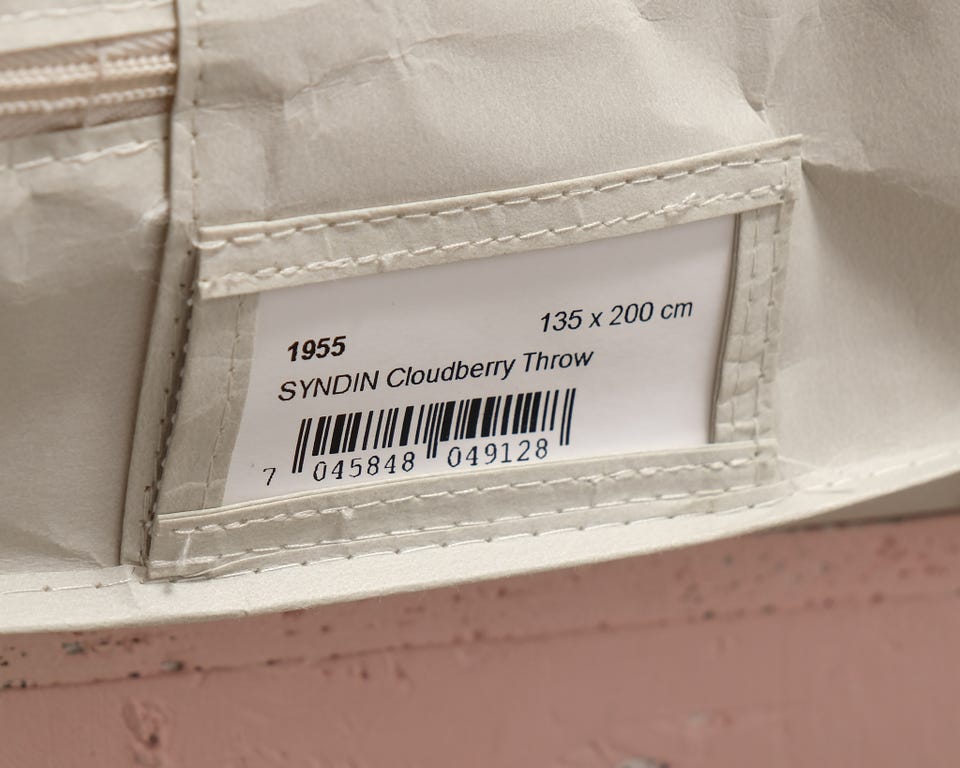 135 x 200 cm
1955
SYNDIN Cloudberry Throw
7 045848 049128